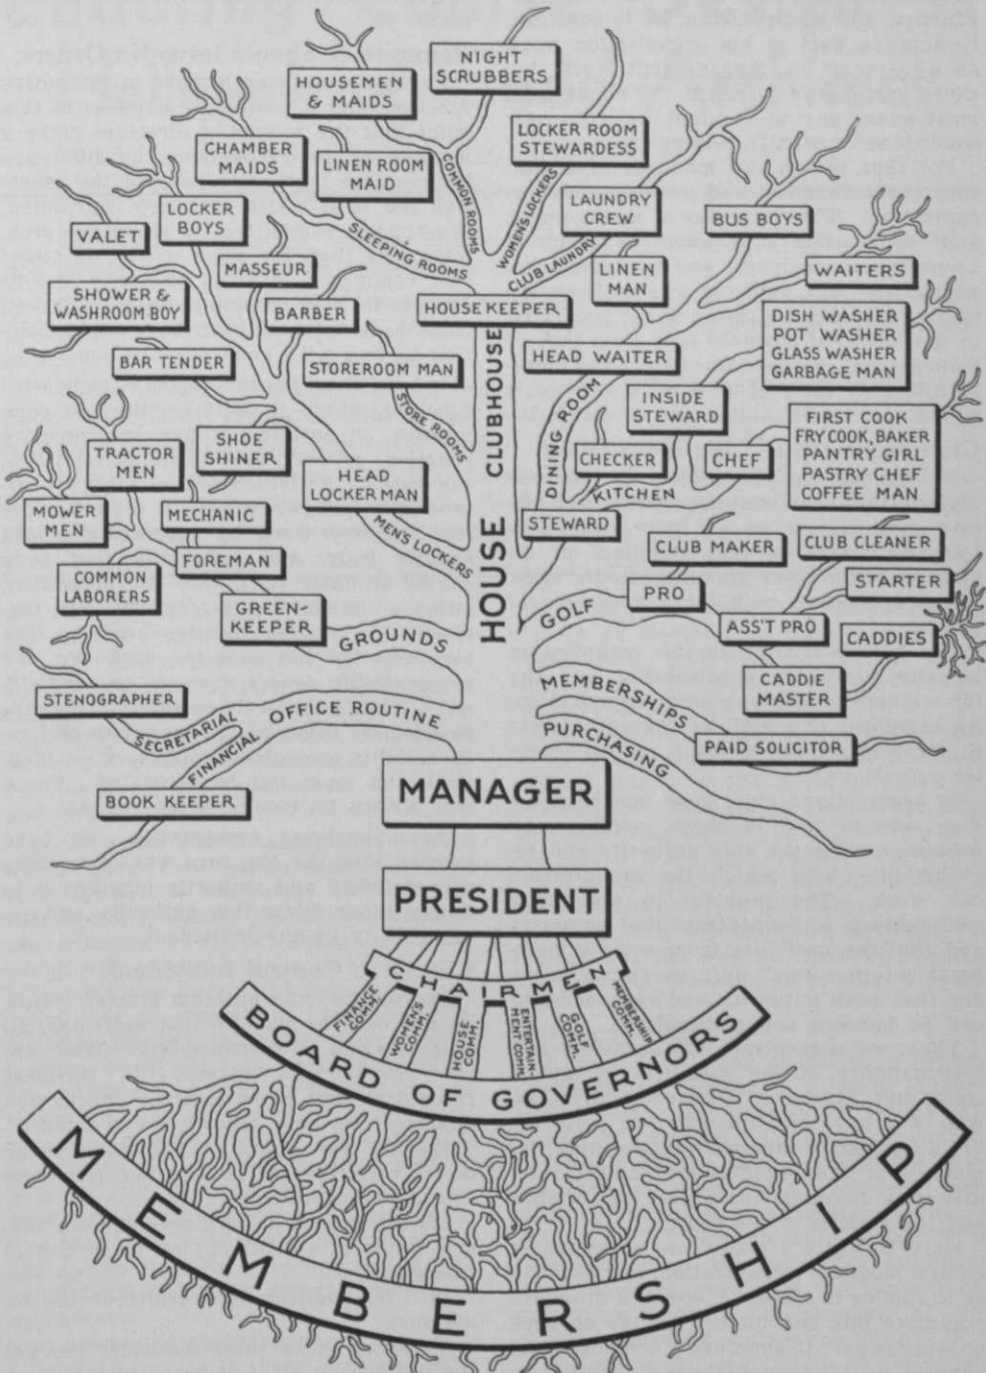 NIGHT
SCRUBBERS
HOUSEMEN
& MAIDS
LOCKER ROOM
STEWARDESS
CHAMBER
MAIDS
LINEN ROOM
MAID
COMMON ROOMS
WOMEN'S LOCKERS
LAUNDRY
CREW
BUS BOYS
LOCKER
BOYS
VALET
SLEEPING ROOMS
CLUB LAUNDRY
MASSEUR
LINEN
MAN
WAITERS
SHOWER &
WASHROOM BOY
BARBER
HOUSEKEEPER
DISH WASHER
POT WASHER
GLASS WASHER
GARBAGE MAN
BAR TENDER
STOREROOM MAN
HEAD WAITER
STORE ROOMS
CLUBHOUSE
DINING ROOM
INSIDE
STEWARD
FIRST COOK
FRY COOK, BAKER
PANTRY GIRL
PASTRY CHEF
COFFEE MAN
TRACTOR
MEN
SHOE
SHINER
CHECKER
CHEF
HEAD
LOCKER MAN
KITCHEN
MOWER
MEN
MECHANIC
STEWARD
MEN'S LOCKERS
HOUSE
CLUB MAKER
CLUB CLEANER
FOREMAN
COMMON
LABORERS
STARTER
PRO
GREEN-
KEEPER
GOLF
ASS'T PRO
CADDIES
GROUNDS
CADDIE
MASTER
STENOGRAPHER
MEMBERSHIPS
OFFICE ROUTINE
SECRETARIAL
PURCHASING
PAID SOLICITOR
FINANCIAL
BOOK KEEPER
MANAGER
PRESIDENT
CHAIRMEN
FINANCE
COMM.
WOMEN'S
COMM.
HOUSE
COMM.
ENTERTAIN-
MENT COMM.
GOLF
COMM.
MEMBERSHIP
COMM.
BOARD OF GOVERNORS
MEMBERSHIP